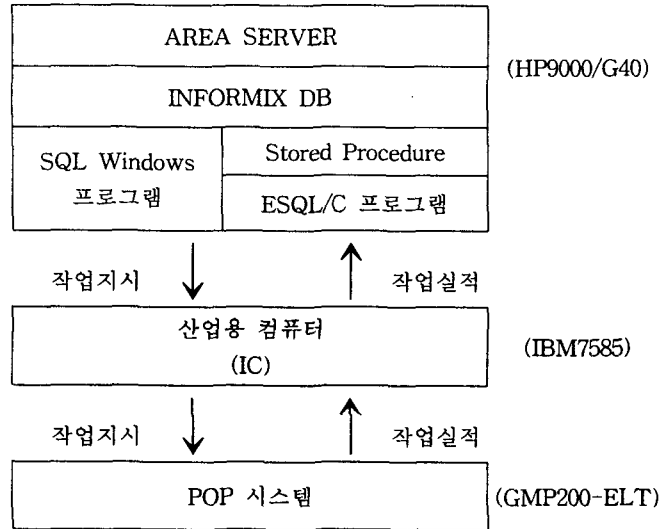 AREA SERVER
(HP9000/G40)
INFORMIX DB
SQL Windows
프로그램
Stored Procedure
ESQL/C 프로그램
작업지시
작업실적
산업용 컴퓨터
(IC)
(IBM7585)
작업지시
작업실적
POP 시스템
(GMP200-ELT)